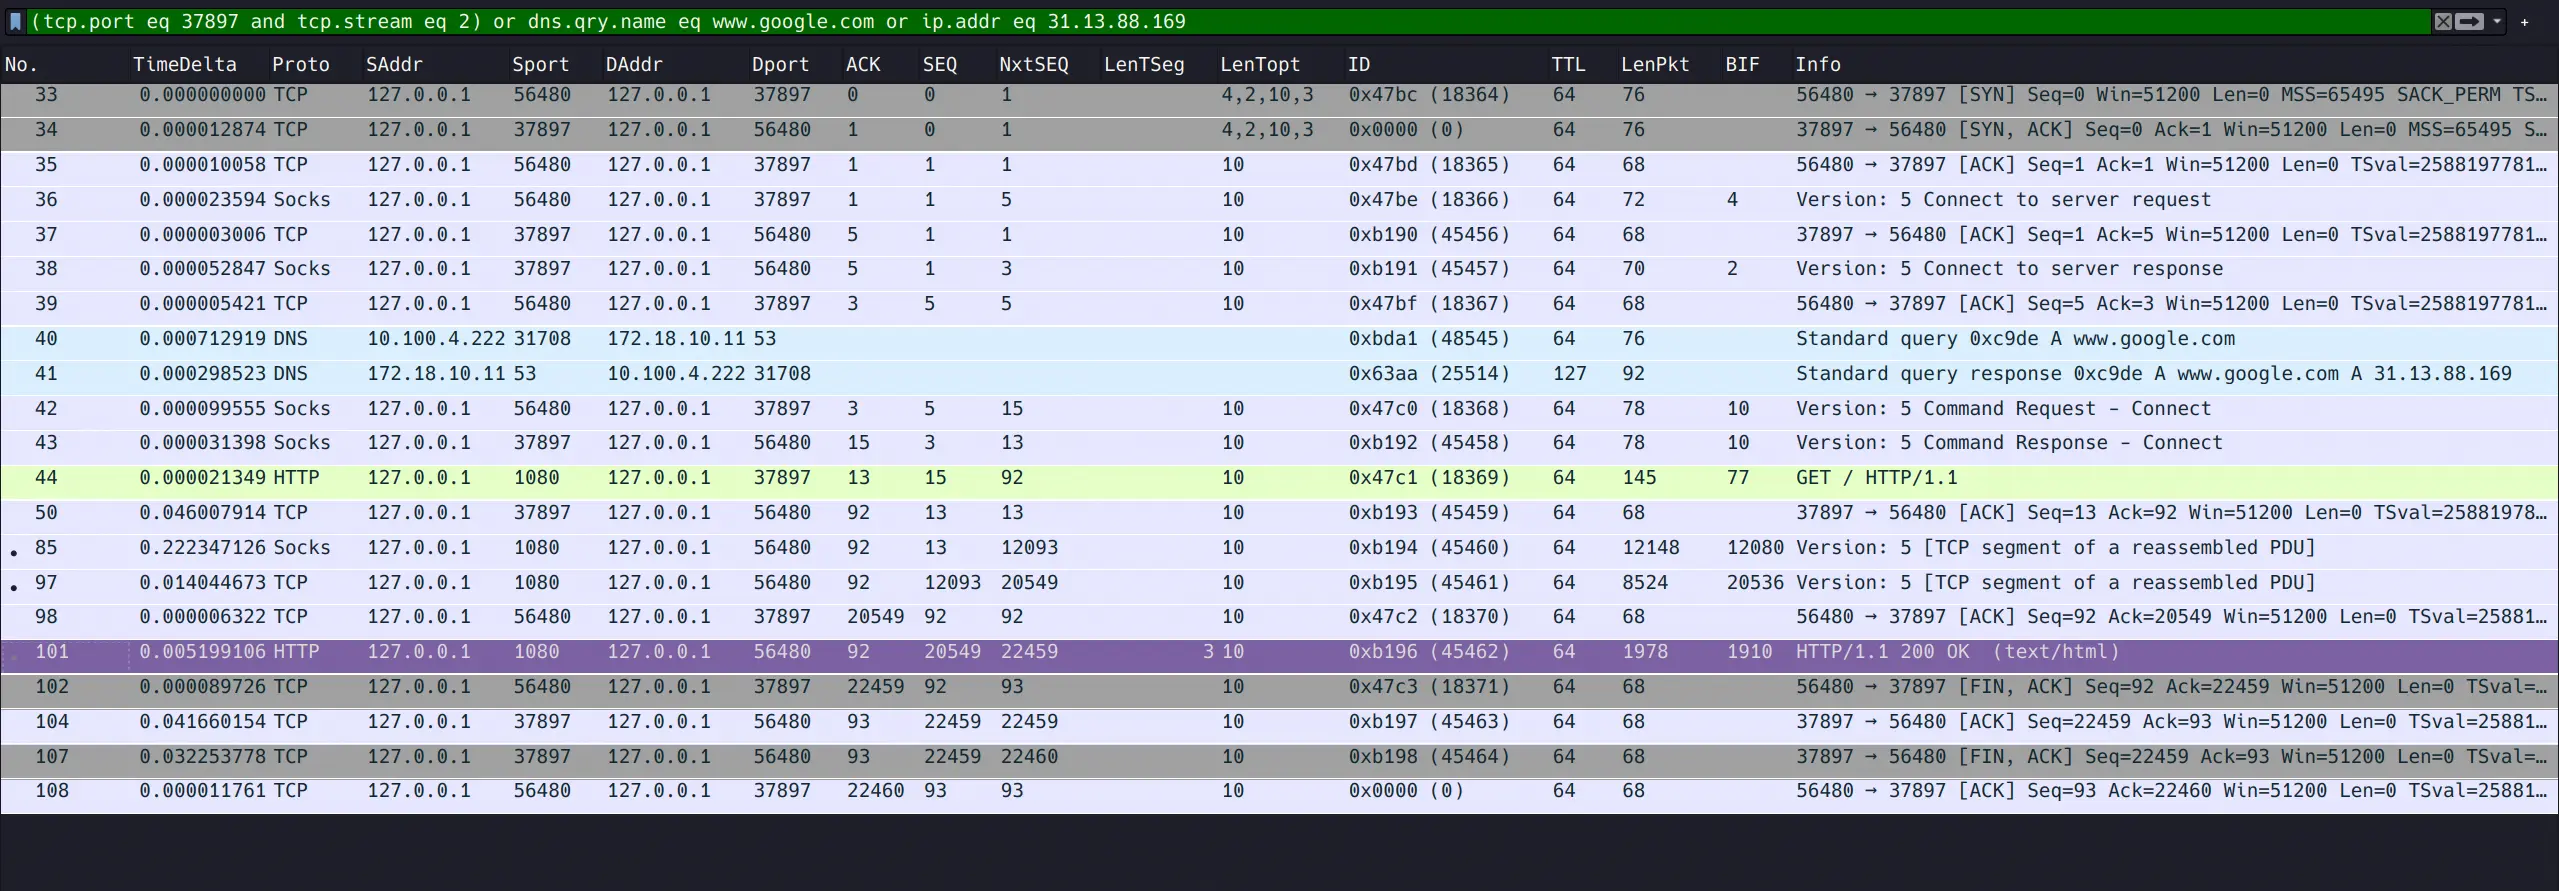 (tcp.port eq 37897 and tcp.stream eq 2) or dns.qry.name eq www.google.com or ip.addr eq 31.13.88.169 +
No. TimeDelta Proto SAddr Sport DAddr Dport ACK SEQ NxtSEQ LenTSeg LenTopt ID TTL LenPkt BIF Info
33 0.000000000 TCP 127.0.0.1 56480 127.0.0.1 37897 0 0 1 4,2,10,3 0x47bc (18364) 64 76 56480 → 37897 [SYN] Seq=0 Win=51200 Len=0 MSS=65495 SACK_PERM TS…
34 0.000012874 TCP 127.0.0.1 37897 127.0.0.1 56480 1 0 1 4,2,10,3 0x0000 (0) 64 76 37897 → 56480 [SYN, ACK] Seq=0 Ack=1 Win=51200 Len=0 MSS=65495 S…
35 0.000010058 TCP 127.0.0.1 56480 127.0.0.1 37897 1 1 1 10 0x47bd (18365) 64 68 56480 → 37897 [ACK] Seq=1 Ack=1 Win=51200 Len=0 TSval=2588197781…
36 0.000023594 Socks 127.0.0.1 56480 127.0.0.1 37897 1 1 5 10 0x47be (18366) 64 72 4 Version: 5 Connect to server request
37 0.000003006 TCP 127.0.0.1 37897 127.0.0.1 56480 5 1 1 10 0xb190 (45456) 64 68 37897 → 56480 [ACK] Seq=1 Ack=5 Win=51200 Len=0 TSval=2588197781…
38 0.000052847 Socks 127.0.0.1 37897 127.0.0.1 56480 5 1 3 10 0xb191 (45457) 64 70 2 Version: 5 Connect to server response
39 0.000005421 TCP 127.0.0.1 56480 127.0.0.1 37897 3 5 5 10 0x47bf (18367) 64 68 56480 → 37897 [ACK] Seq=5 Ack=3 Win=51200 Len=0 TSval=2588197781…
40 0.000712919 DNS 10.100.4.222 31708 172.18.10.11 53 0xbda1 (48545) 64 76 Standard query 0xc9de A www.google.com
41 0.000298523 DNS 172.18.10.11 53 10.100.4.222 31708 0x63aa (25514) 127 92 Standard query response 0xc9de A www.google.com A 31.13.88.169
42 0.000099555 Socks 127.0.0.1 56480 127.0.0.1 37897 3 5 15 10 0x47c0 (18368) 64 78 10 Version: 5 Command Request - Connect
43 0.000031398 Socks 127.0.0.1 37897 127.0.0.1 56480 15 3 13 10 0xb192 (45458) 64 78 10 Version: 5 Command Response - Connect
44 0.000021349 HTTP 127.0.0.1 1080 127.0.0.1 37897 13 15 92 10 0x47c1 (18369) 64 145 77 GET / HTTP/1.1
50 0.046007914 TCP 127.0.0.1 37897 127.0.0.1 56480 92 13 13 10 0xb193 (45459) 64 68 37897 → 56480 [ACK] Seq=13 Ack=92 Win=51200 Len=0 TSval=25881978…
85 0.222347126 Socks 127.0.0.1 1080 127.0.0.1 56480 92 13 12093 10 0xb194 (45460) 64 12148 12080 Version: 5 [TCP segment of a reassembled PDU]
97 0.014044673 TCP 127.0.0.1 1080 127.0.0.1 56480 92 12093 20549 10 0xb195 (45461) 64 8524 20536 Version: 5 [TCP segment of a reassembled PDU]
98 0.000006322 TCP 127.0.0.1 56480 127.0.0.1 37897 20549 92 92 10 0x47c2 (18370) 64 68 56480 → 37897 [ACK] Seq=92 Ack=20549 Win=51200 Len=0 TSval=25881…
101 0.005199106 HTTP 127.0.0.1 1080 127.0.0.1 56480 92 20549 22459 3 10 0xb196 (45462) 64 1978 1910 HTTP/1.1 200 OK (text/html)
102 0.000089726 TCP 127.0.0.1 56480 127.0.0.1 37897 22459 92 93 10 0x47c3 (18371) 64 68 56480 → 37897 [FIN, ACK] Seq=92 Ack=22459 Win=51200 Len=0 TSval=…
104 0.041660154 TCP 127.0.0.1 37897 127.0.0.1 56480 93 22459 22459 10 0xb197 (45463) 64 68 37897 → 56480 [ACK] Seq=22459 Ack=93 Win=51200 Len=0 TSval=25881…
107 0.032253778 TCP 127.0.0.1 37897 127.0.0.1 56480 93 22459 22460 10 0xb198 (45464) 64 68 37897 → 56480 [FIN, ACK] Seq=22459 Ack=93 Win=51200 Len=0 TSval=…
108 0.000011761 TCP 127.0.0.1 56480 127.0.0.1 37897 22460 93 93 10 0x0000 (0) 64 68 56480 → 37897 [ACK] Seq=93 Ack=22460 Win=51200 Len=0 TSval=25881…